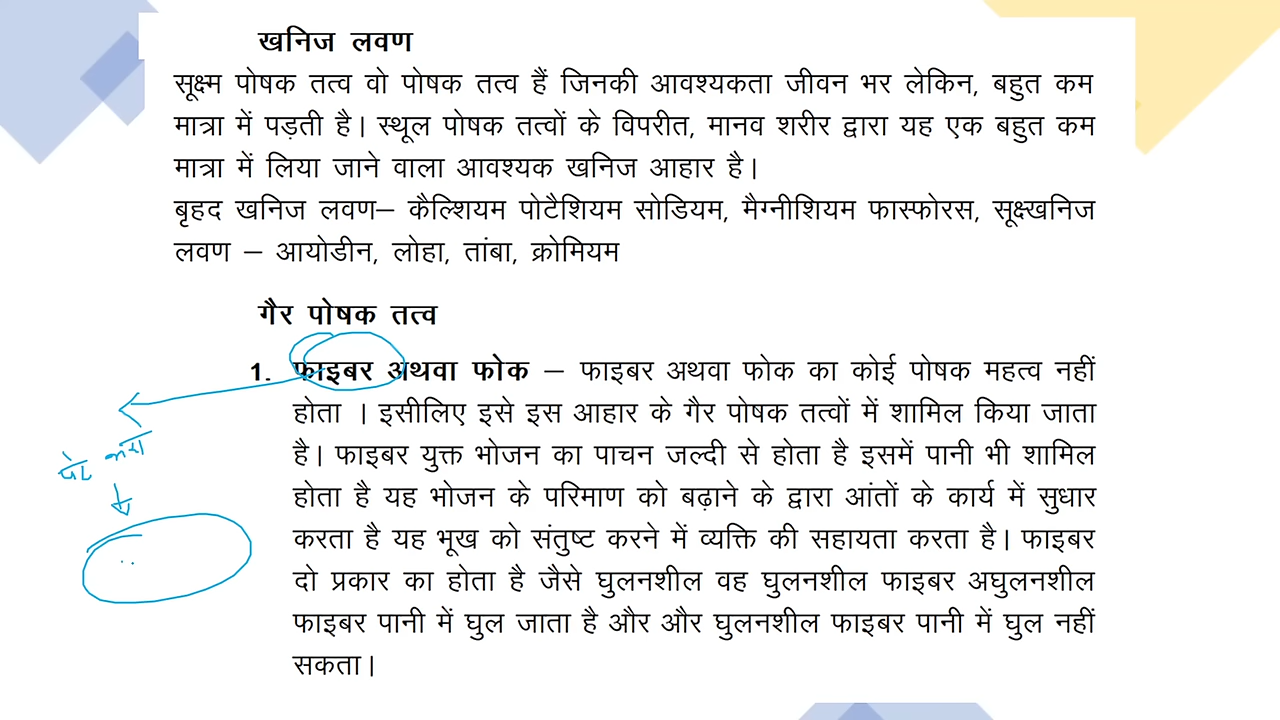 खनिज लवण
सूक्ष्म पोषक तत्व वो पोषक तत्व हैं जिनकी आवश्यकता जीवन भर लेकिन, बहुत कम
मात्रा में पड़ती है। स्थूल पोषक तत्वों के विपरीत, मानव शरीर द्वारा यह एक बहुत कम
मात्रा में लिया जाने वाला आवश्यक खनिज आहार है।
बृहद खनिज लवण– कैल्शियम पोटैशियम सोडियम, मैग्नीशियम फास्फोरस, सूक्ष्खनिज
लवण – आयोडीन, लोहा, तांबा, क्रोमियम
गैर पोषक तत्व
1. फाइबर अथवा फोक – फाइबर अथवा फोक का कोई पोषक महत्व नहीं
होता । इसीलिए इसे इस आहार के गैर पोषक तत्वों में शामिल किया जाता
है। फाइबर युक्त भोजन का पाचन जल्दी से होता है इसमें पानी भी शामिल
होता है यह भोजन के परिमाण को बढ़ाने के द्वारा आंतों के कार्य में सुधार
करता है यह भूख को संतुष्ट करने में व्यक्ति की सहायता करता है। फाइबर
दो प्रकार का होता है जैसे घुलनशील वह घुलनशील फाइबर अघुलनशील
फाइबर पानी में घुल जाता है और और घुलनशील फाइबर पानी में घुल नहीं
सकता।
पेट भरा